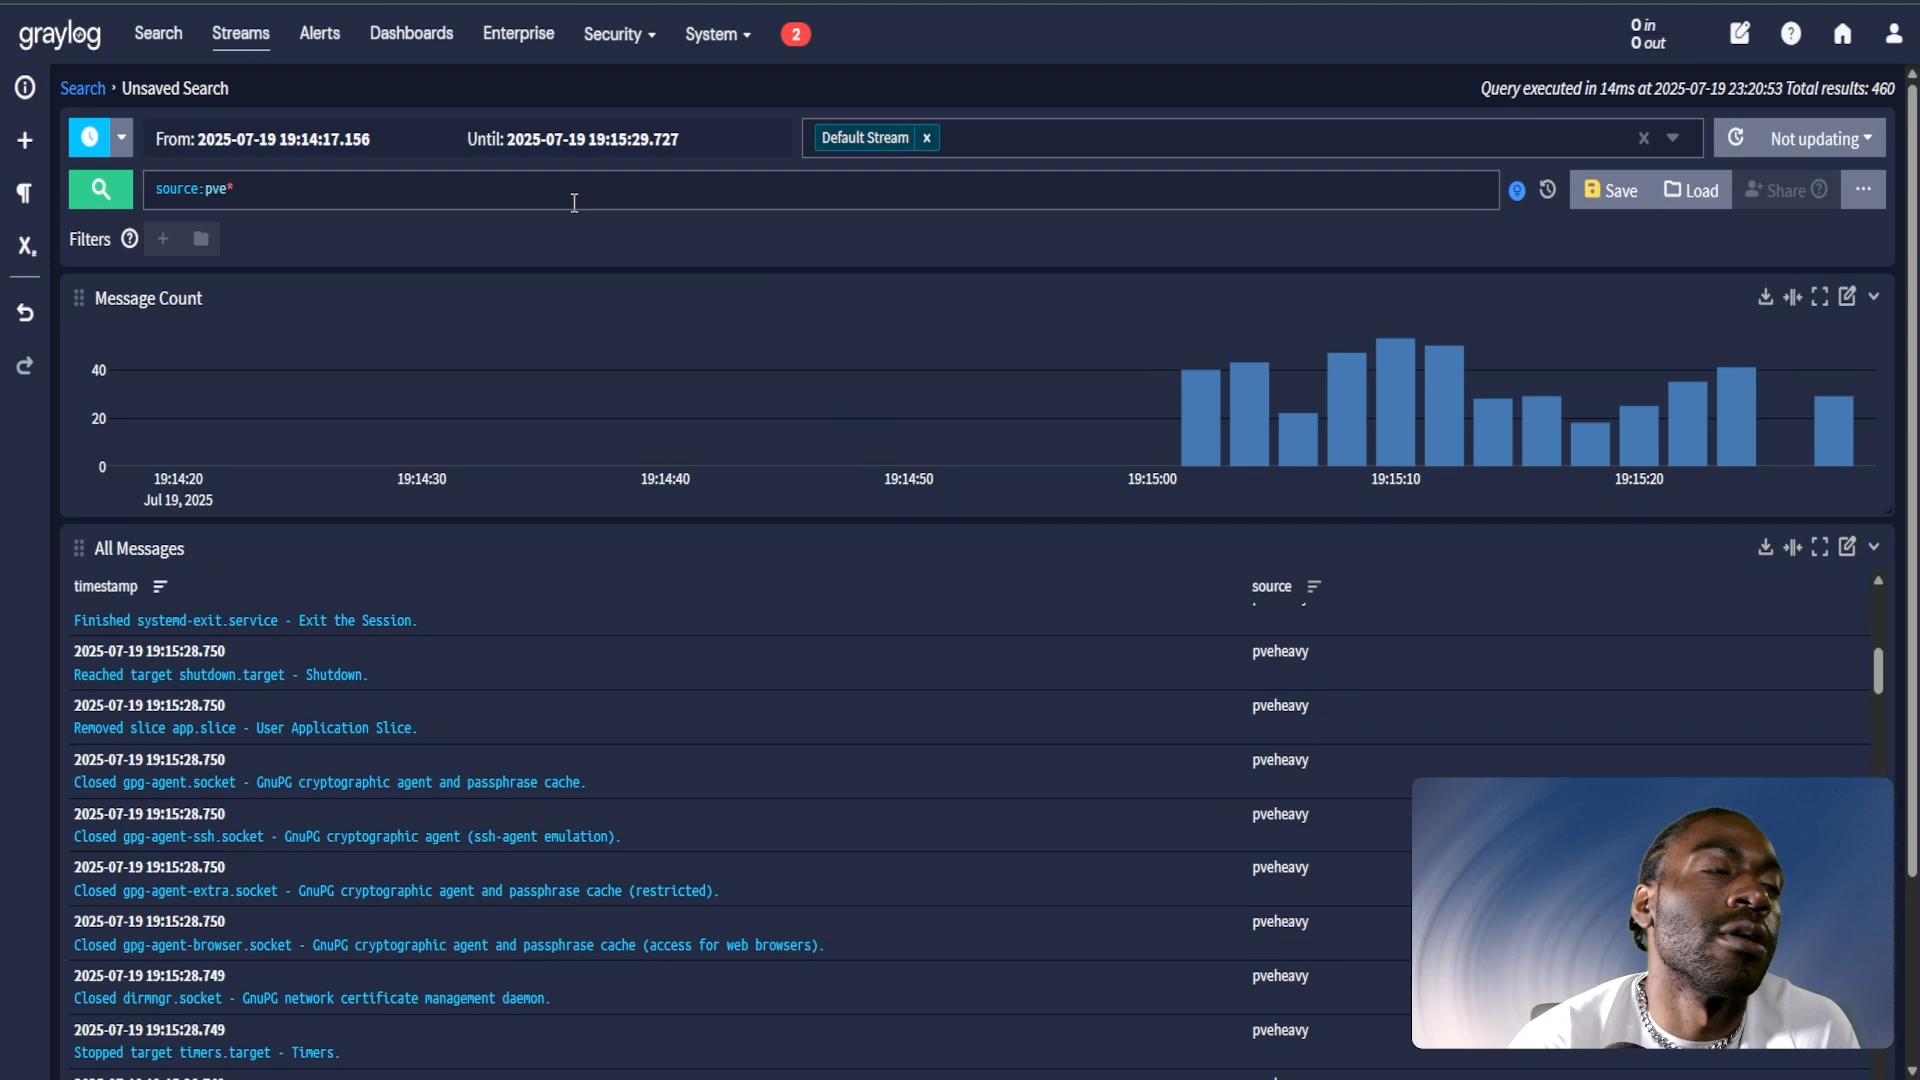 graylog Search Streams Alerts Dashboards Enterprise Security System 2 0 in
0 out
Search › Unsaved Search Query executed in 14ms at 2025-07-19 23:20:53 Total results: 460
From: 2025-07-19 19:14:17.156 Until: 2025-07-19 19:15:29.727 Default Stream × X Not updating
source:pve* Save Load Share ...
Filters
Message Count
40
20
0
19:14:20 19:14:30 19:14:40 19:14:50 19:15:00 19:15:10 19:15:20
Jul 19, 2025
All Messages
timestamp source
Finished systemd-exit.service - Exit the Session.
2025-07-19 19:15:28.750 pveheavy
Reached target shutdown.target - Shutdown.
2025-07-19 19:15:28.750 pveheavy
Removed slice app.slice - User Application Slice.
2025-07-19 19:15:28.750 pveheavy
Closed gpg-agent.socket - GnuPG cryptographic agent and passphrase cache.
2025-07-19 19:15:28.750 pveheavy
Closed gpg-agent-ssh.socket - GnuPG cryptographic agent (ssh-agent emulation).
2025-07-19 19:15:28.750 pveheavy
Closed gpg-agent-extra.socket - GnuPG cryptographic agent and passphrase cache (restricted).
2025-07-19 19:15:28.750 pveheavy
Closed gpg-agent-browser.socket - GnuPG cryptographic agent and passphrase cache (access for web browsers).
2025-07-19 19:15:28.749 pveheavy
Closed dirmngr.socket - GnuPG network certificate management daemon.
2025-07-19 19:15:28.749 pveheavy
Stopped target timers.target - Timers.